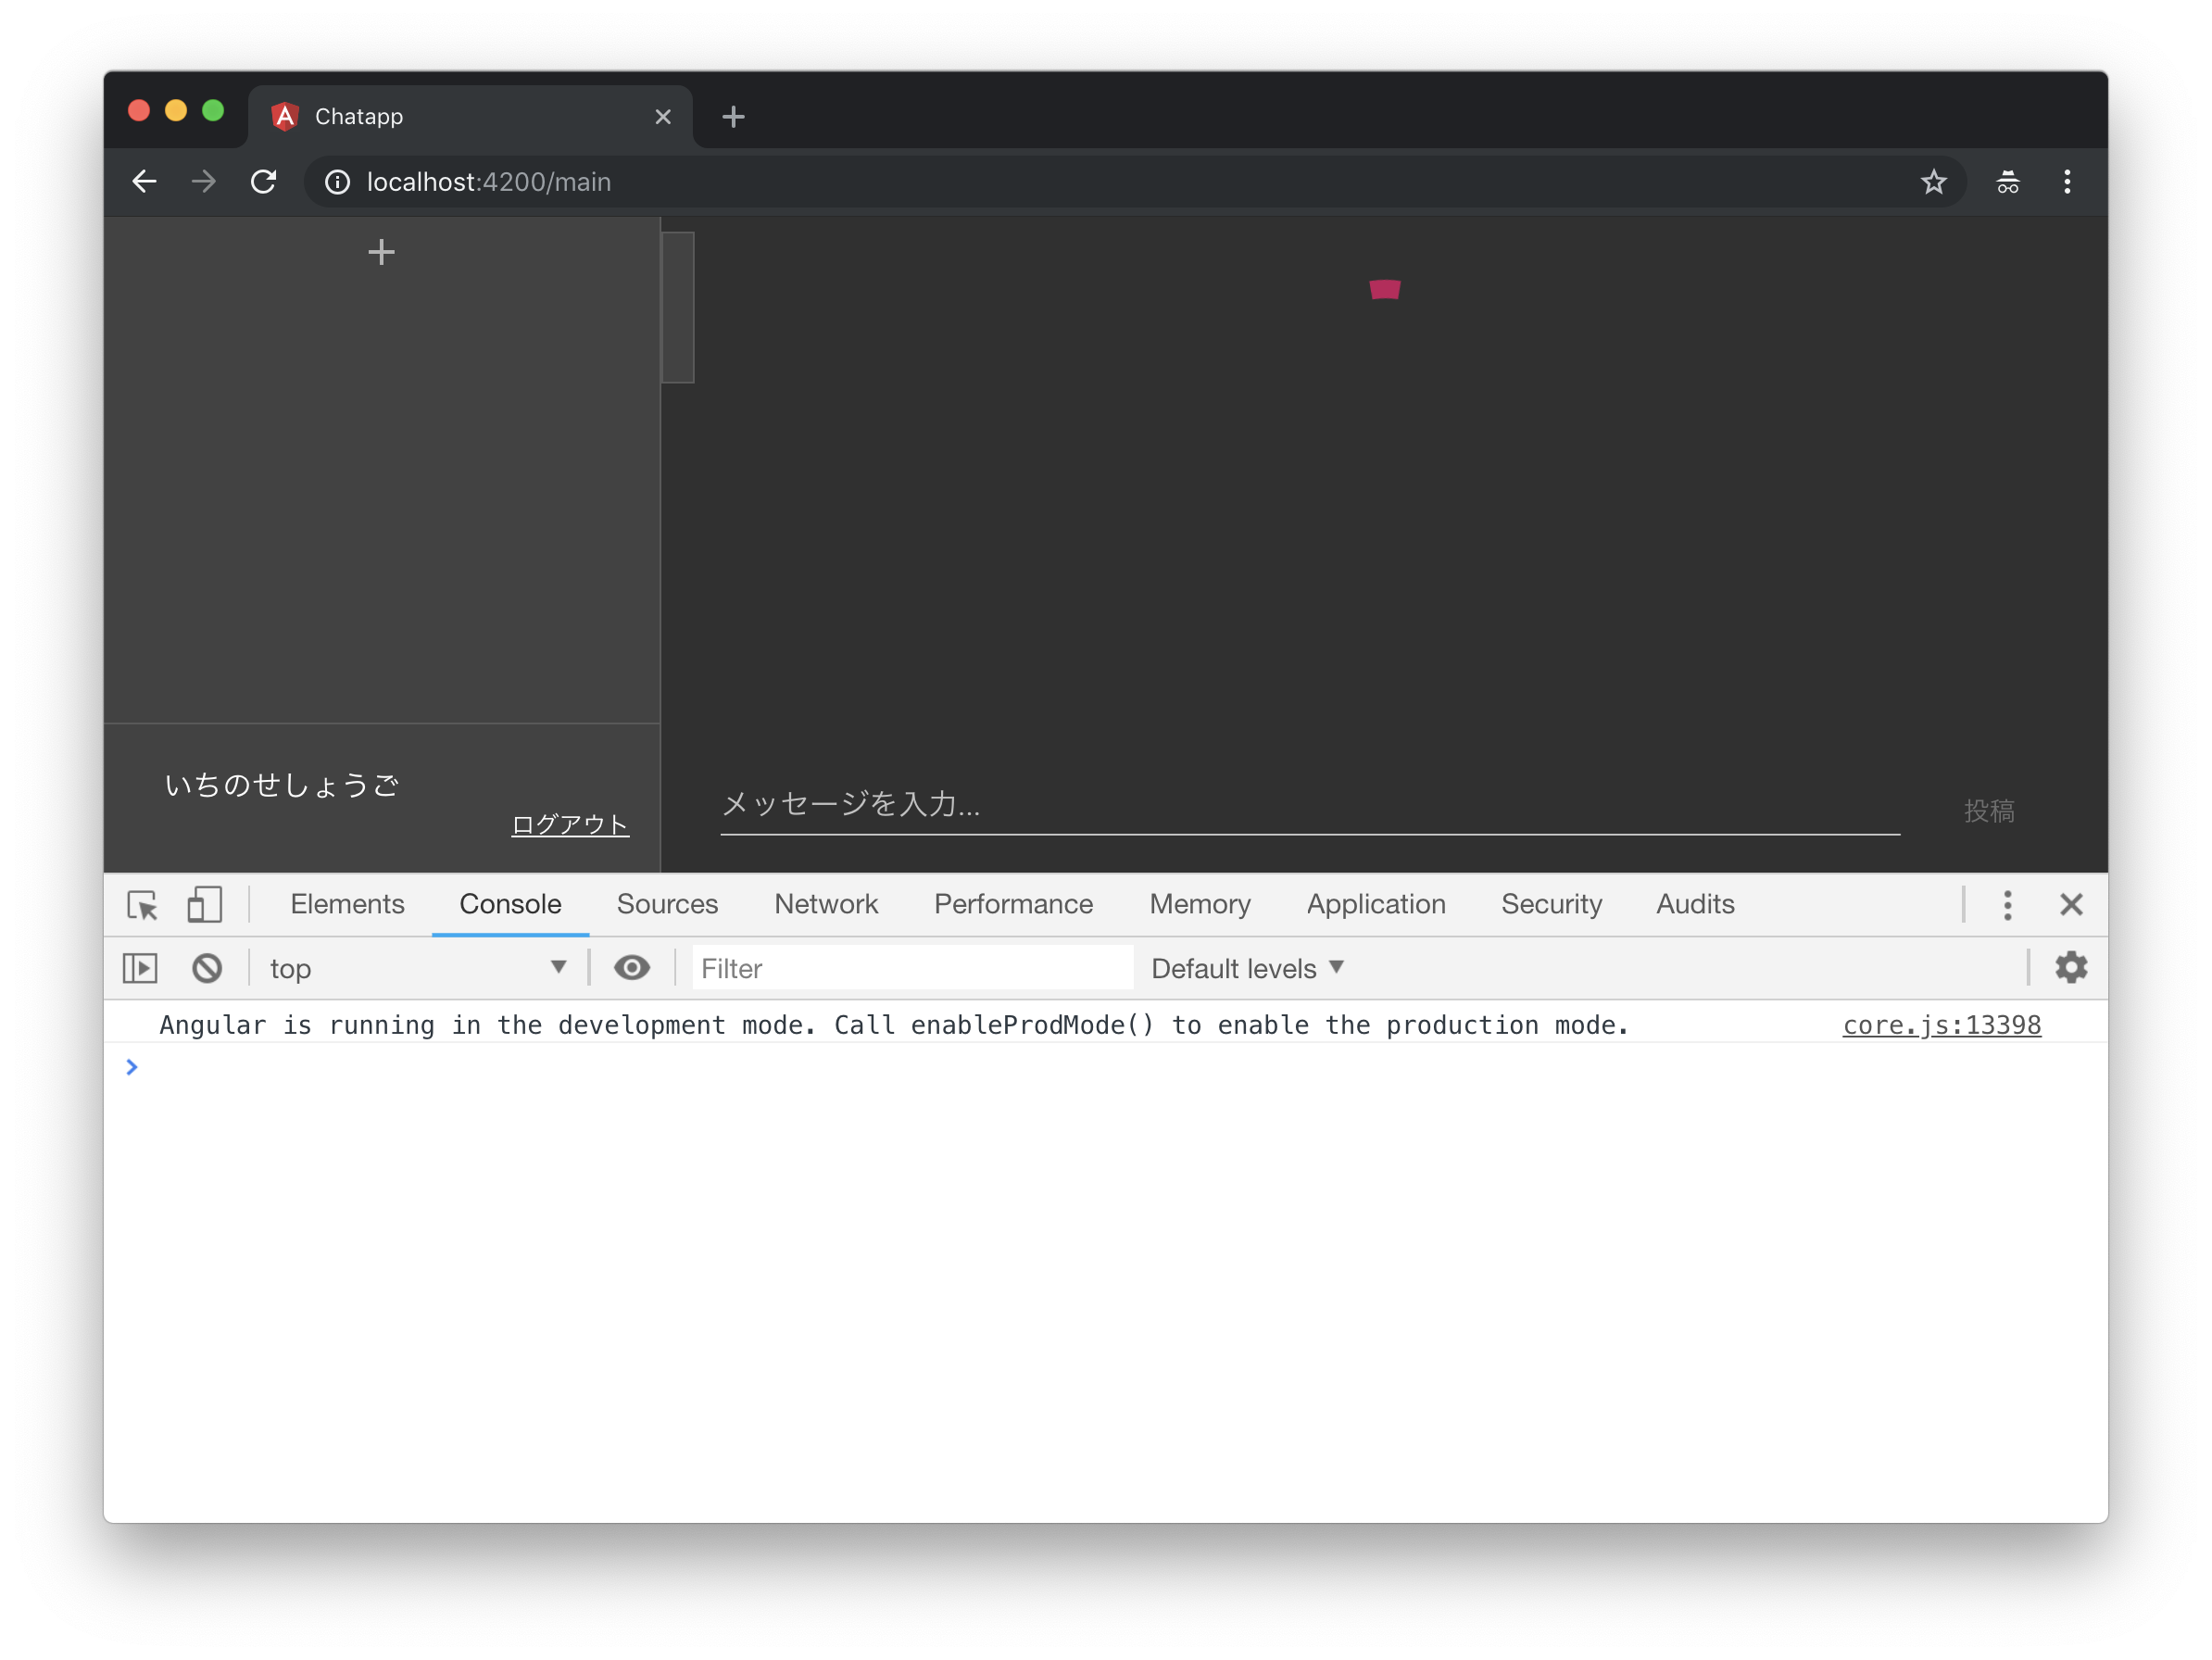 Chatapp
localhost:4200/main
いちのせしょうご
ログアウト
メッセージを入力...
投稿
Elements Console Sources Network Performance Memory Application Security Audits
top Filter Default levels
Angular is running in the development mode. Call enableProdMode() to enable the production mode. core.js:13398